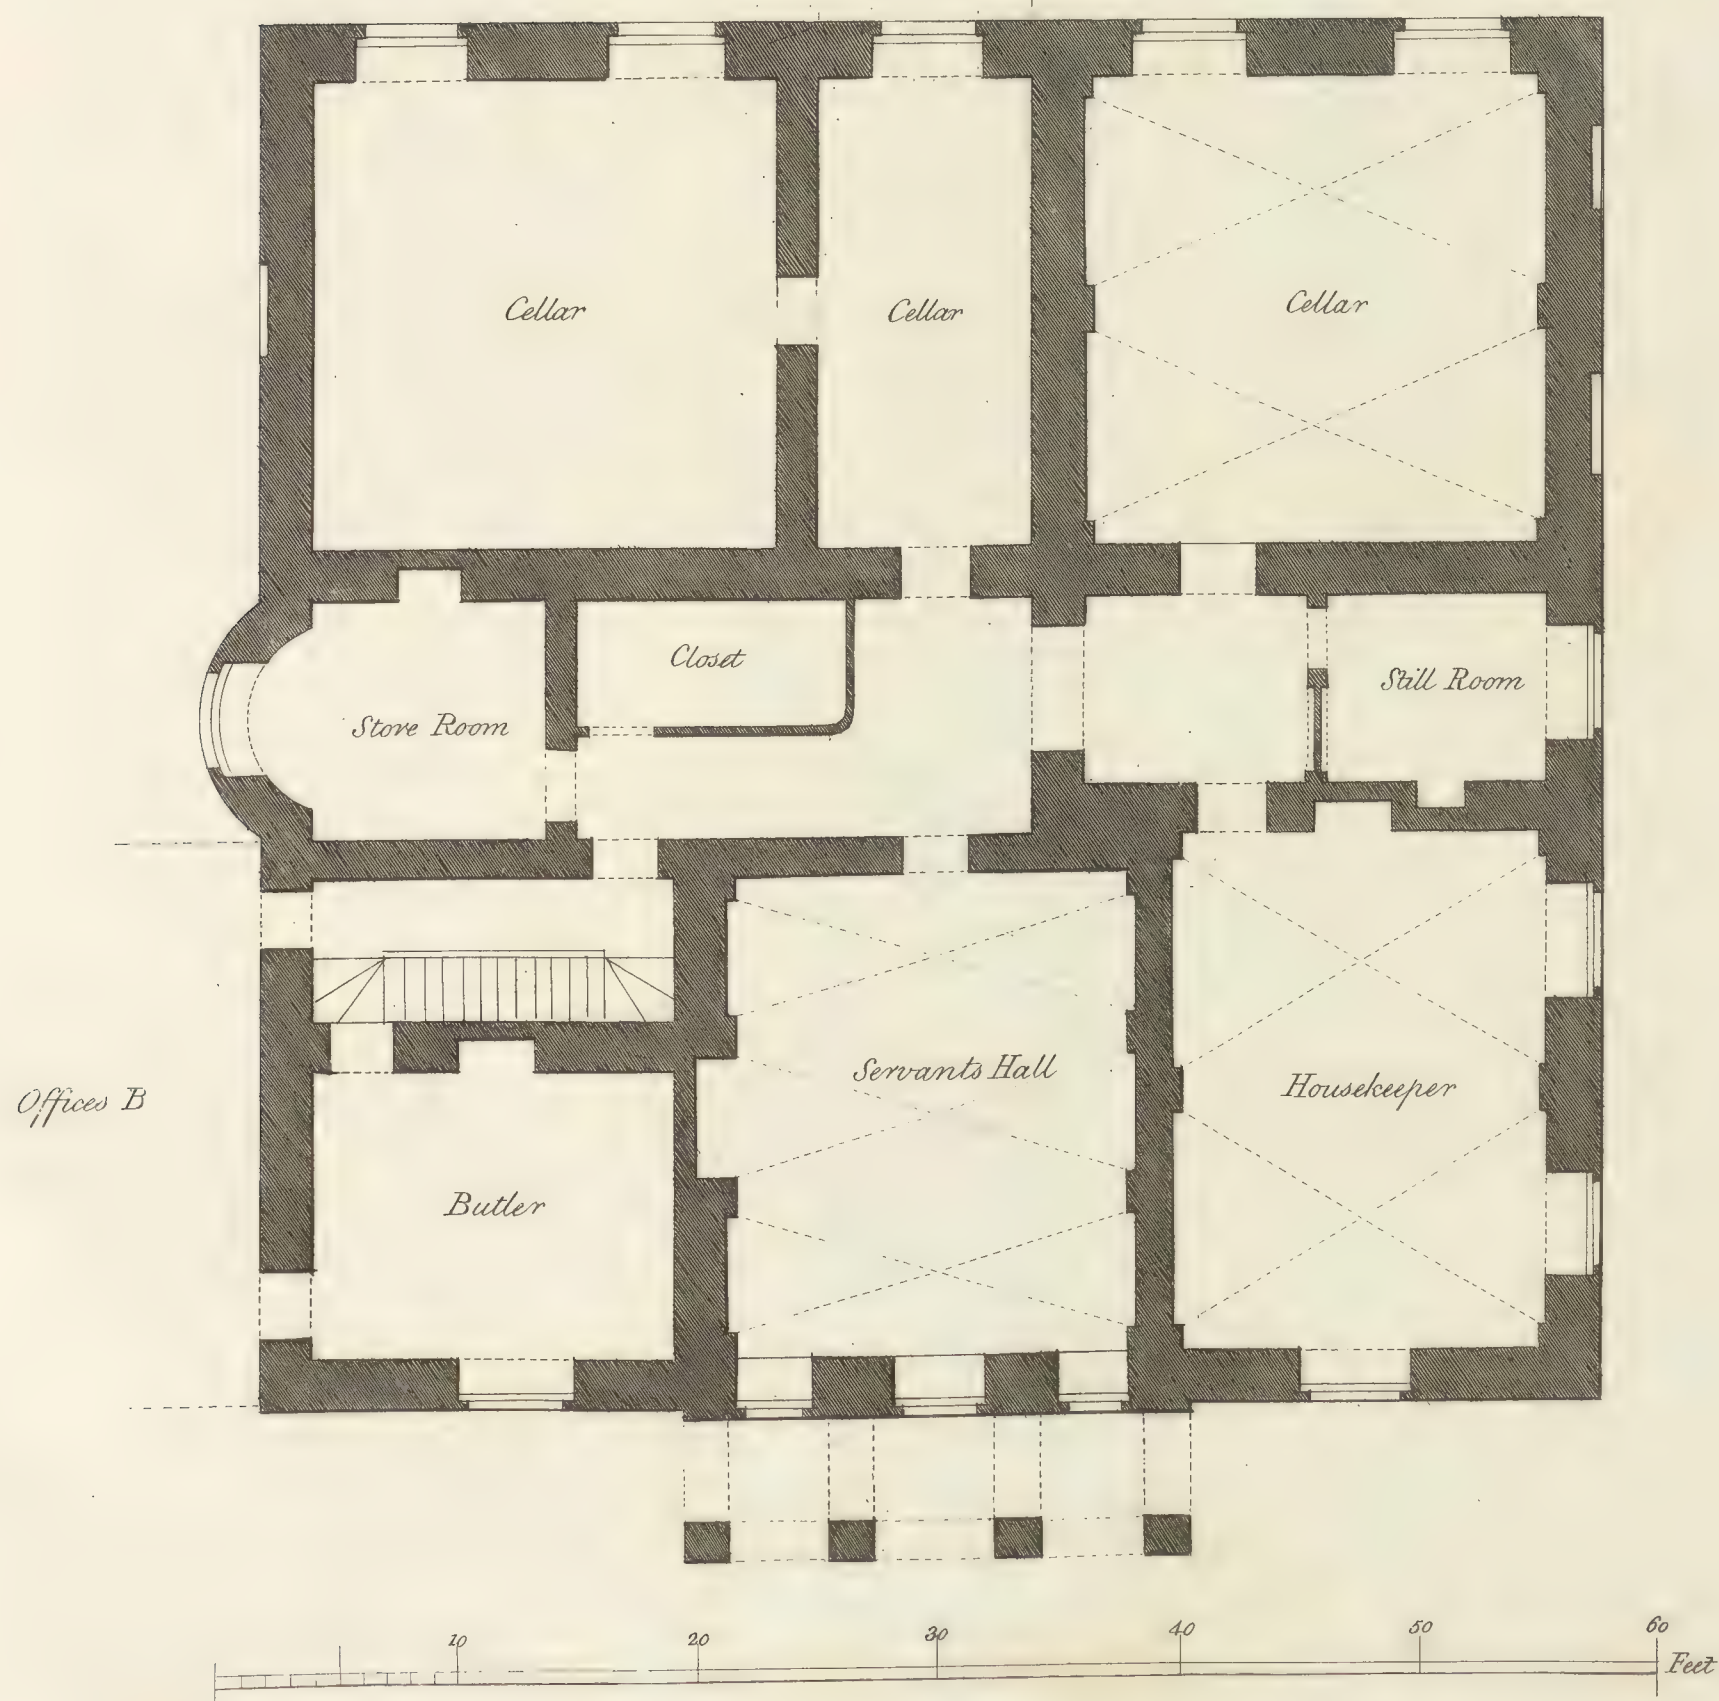 Cellar
Cellar
Cellar
Closet
Still Room
Store Room
Servants Hall
Housekeeper
Offices B
Butler
10 20 30 40 50 60
Feet